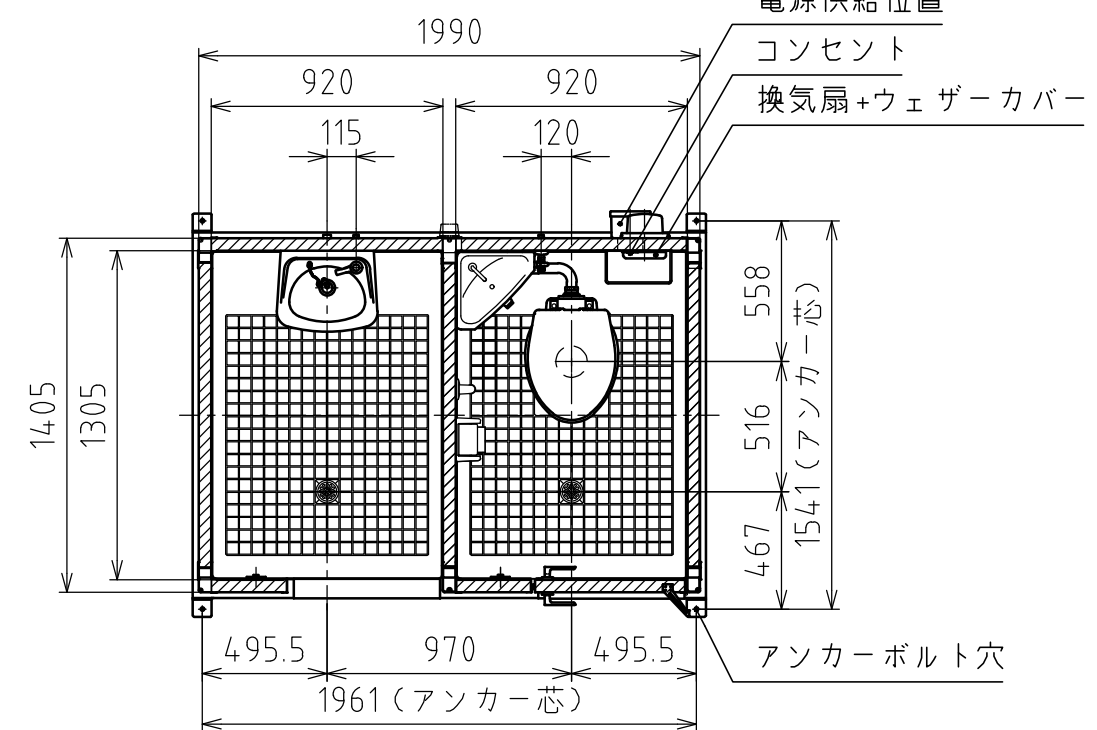 電源供給位置
1990
コンセント
920
920
換気扇+ウェザーカバー
115
120
558
1541(アンカー芯)
1405
1305
516
467
495.5
970
495.5
アンカーボルト穴
1961(アンカー芯)